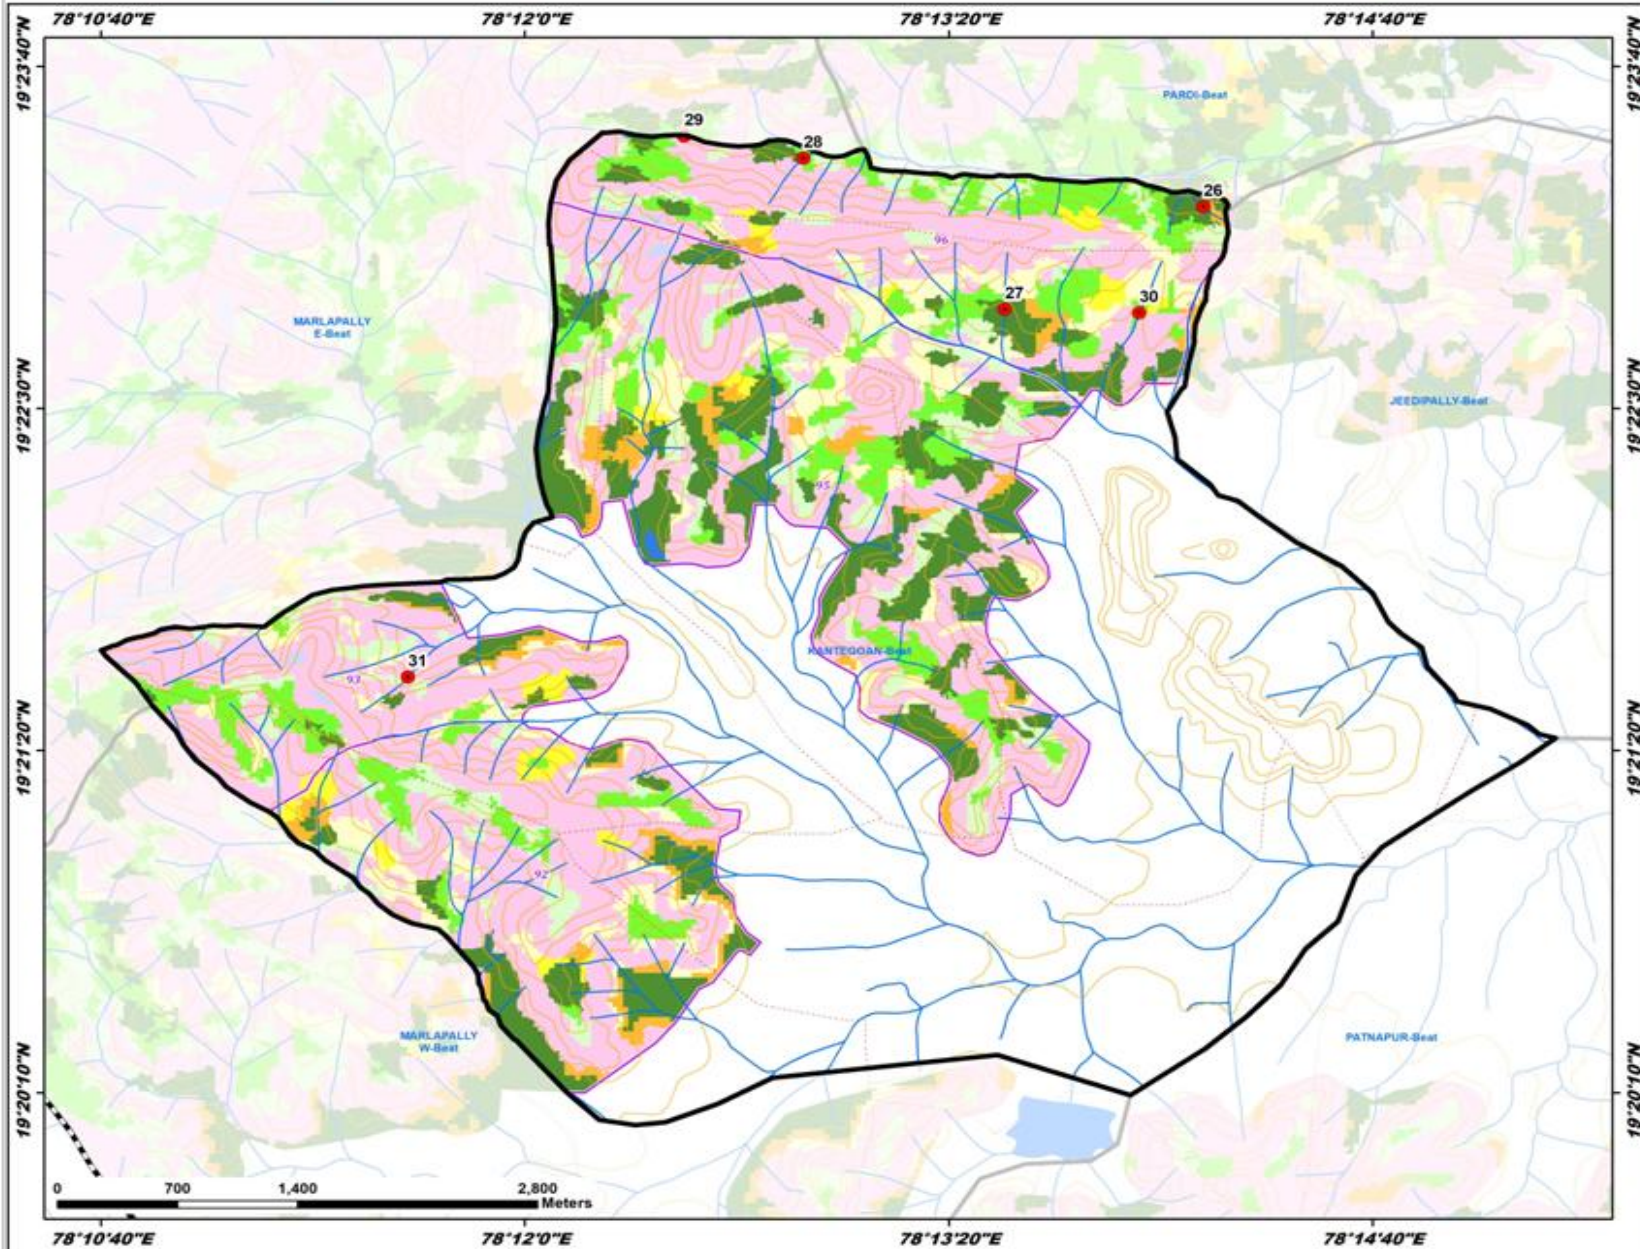 78°10'40"E
78°12'0"E
78°13'20"E
78°14'40"E
19°23'40"N
19°23'40"N
PARDI-Beat
29
28
26
96
27
30
MARLAPALLY
E-Beat
19°22'30"N
19°22'30"N
JEEDIPALLY-Beat
95
KANTEGOAN-Beat
31
93
19°21'20"N
19°21'20"N
92
MARLAPALLY
W-Beat
PATNAPUR-Beat
19°20'10"N
19°20'10"N
0
700
1,400
2,800
Meters
78°10'40"E
78°12'0"E
78°13'20"E
78°14'40"E